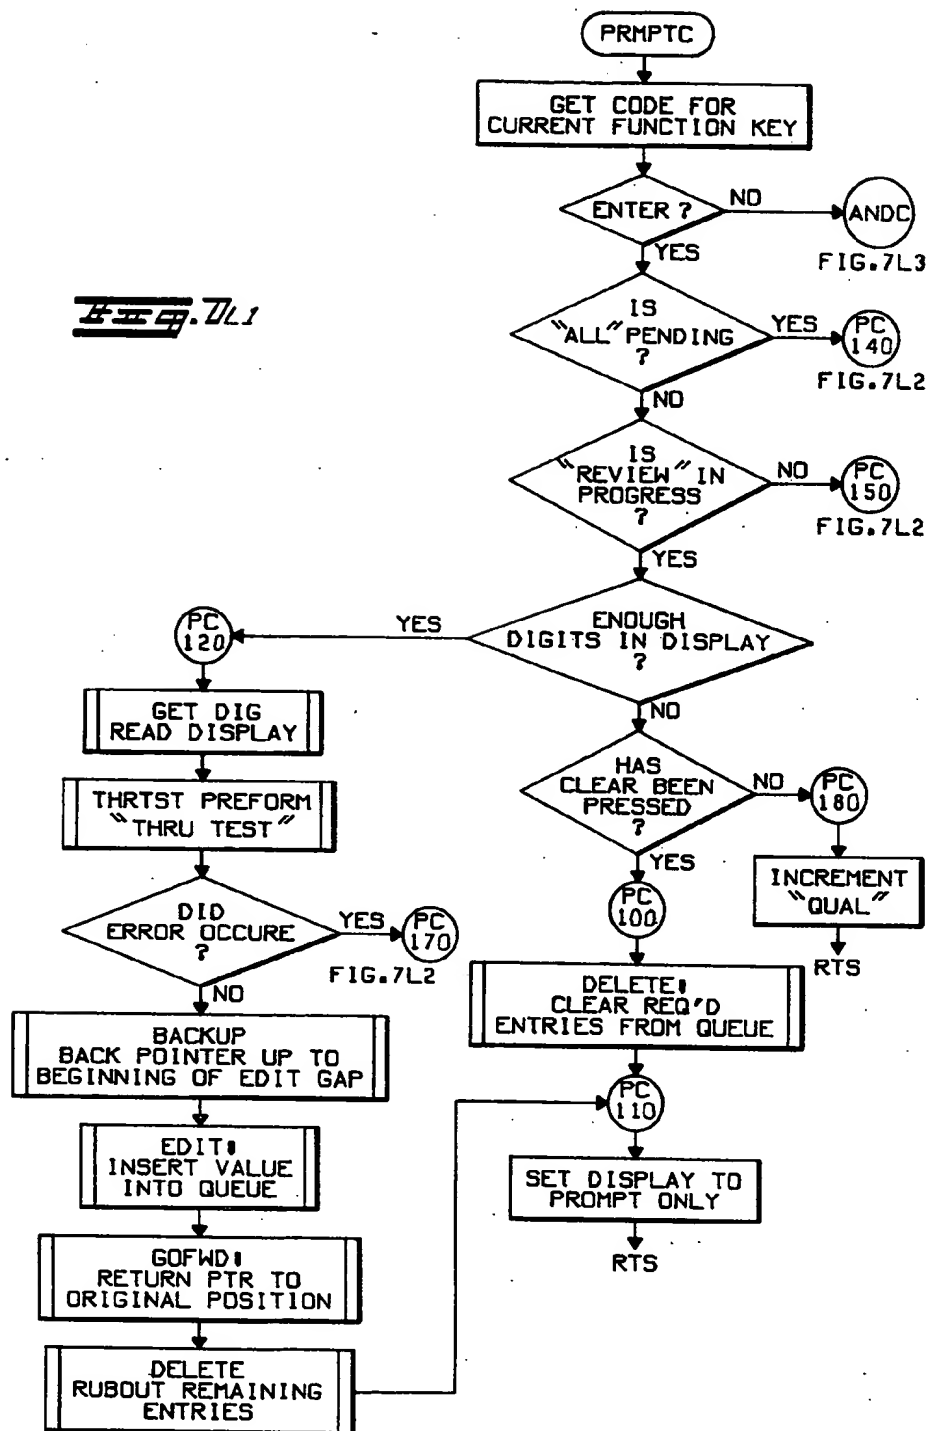 PRMPTC
GET CODE FOR
CURRENT FUNCTION KEY
ENTER ?
NO
ANDC
FIG.7L3
YES
Fig. 7L1
IS
"ALL" PENDING
?
YES
PC
140
FIG.7L2
NO
IS
"REVIEW" IN
PROGRESS
?
NO
PC
150
FIG.7L2
YES
ENOUGH
DIGITS IN DISPLAY
?
YES
PC
120
NO
GET DIG
READ DISPLAY
HAS
CLEAR BEEN
PRESSED
?
NO
PC
180
YES
INCREMENT
"QUAL"
RTS
THRTST PREFORM
"THRU TEST"
DID
ERROR OCCURE
?
YES
PC
170
FIG.7L2
NO
PC
100
DELETE:
CLEAR REQ'D
ENTRIES FROM QUEUE
BACKUP
BACK POINTER UP TO
BEGINNING OF EDIT GAP
PC
110
EDIT:
INSERT VALUE
INTO QUEUE
SET DISPLAY TO
PROMPT ONLY
RTS
GOFWD:
RETURN PTR TO
ORIGINAL POSITION
DELETE
RUBOUT REMAINING
ENTRIES